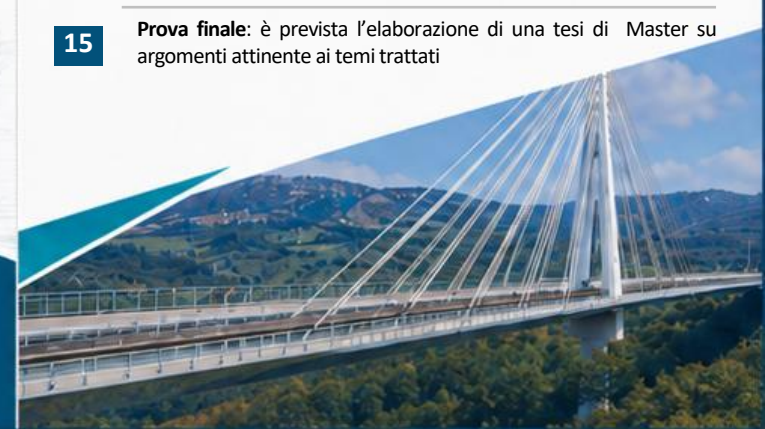 15
Prova finale: è prevista l’elaborazione di una tesi di Master su
argomenti attinente ai temi trattati